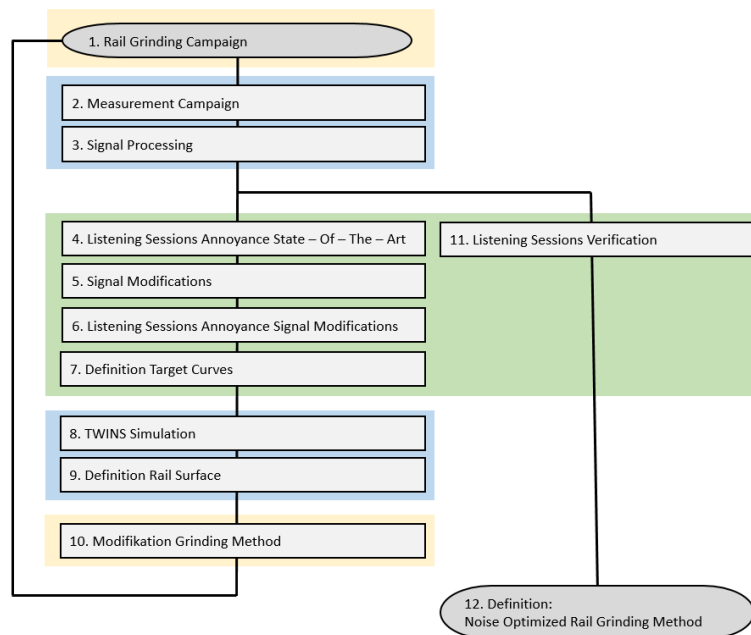 1. Rail Grinding Campaign
2. Measurement Campaign
3. Signal Processing
4. Listening Sessions Annoyance State – Of – The – Art
11. Listening Sessions Verification
5. Signal Modifications
6. Listening Sessions Annoyance Signal Modifications
7. Definition Target Curves
8. TWINS Simulation
9. Definition Rail Surface
10. Modifikation Grinding Method
12. Definition:
Noise Optimized Rail Grinding Method